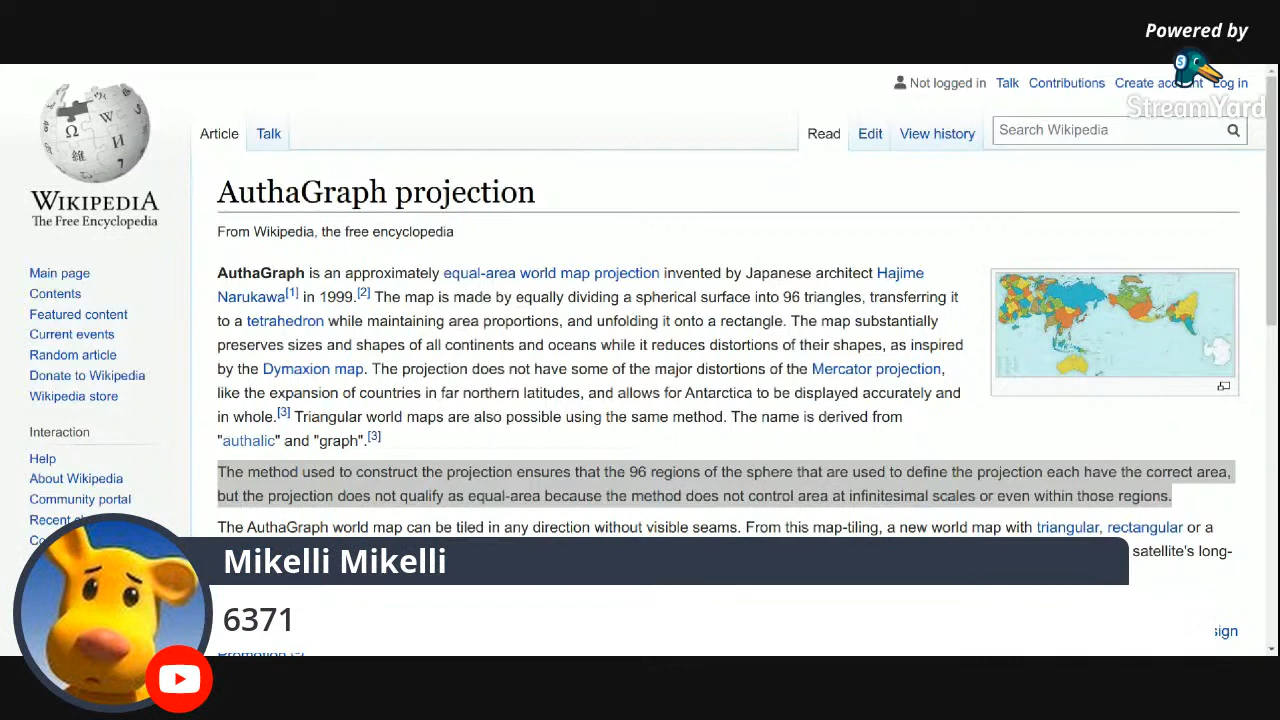 Powered by
StreamYard
Not logged in Talk Contributions Create account Log in
Article Talk Read Edit View history Search Wikipedia
WIKIPEDIA
The Free Encyclopedia
AuthaGraph projection
From Wikipedia, the free encyclopedia
Main page
Contents
Featured content
Current events
Random article
Donate to Wikipedia
Wikipedia store
Interaction
Help
About Wikipedia
Community portal
Recent
AuthaGraph is an approximately equal-area world map projection invented by Japanese architect Hajime
Narukawa[1] in 1999.[2] The map is made by equally dividing a spherical surface into 96 triangles, transferring it
to a tetrahedron while maintaining area proportions, and unfolding it onto a rectangle. The map substantially
preserves sizes and shapes of all continents and oceans while it reduces distortions of their shapes, as inspired
by the Dymaxion map. The projection does not have some of the major distortions of the Mercator projection,
like the expansion of countries in far northern latitudes, and allows for Antarctica to be displayed accurately and
in whole.[3] Triangular world maps are also possible using the same method. The name is derived from
"authalic" and "graph".[3]
The method used to construct the projection ensures that the 96 regions of the sphere that are used to define the projection each have the correct area,
but the projection does not qualify as equal-area because the method does not control area at infinitesimal scales or even within those regions.
The AuthaGraph world map can be tiled in any direction without visible seams. From this map-tiling, a new world map with triangular, rectangular or a
satellite's long-
Mikelli Mikelli
6371